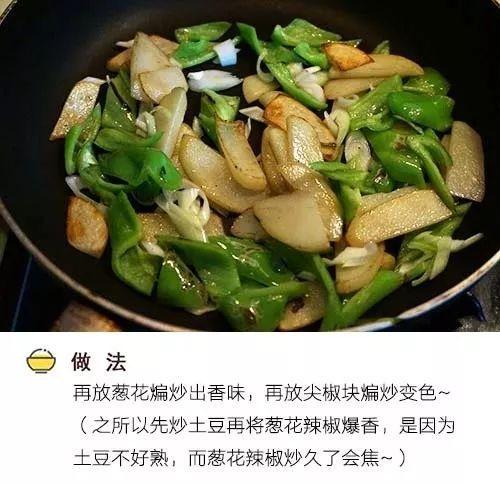 做法
再放葱花煸炒出香味，再放尖椒块煸炒变色~
（之所以先炒土豆再将葱花辣椒爆香，是因为
土豆不好熟，而葱花辣椒炒久了会焦~）